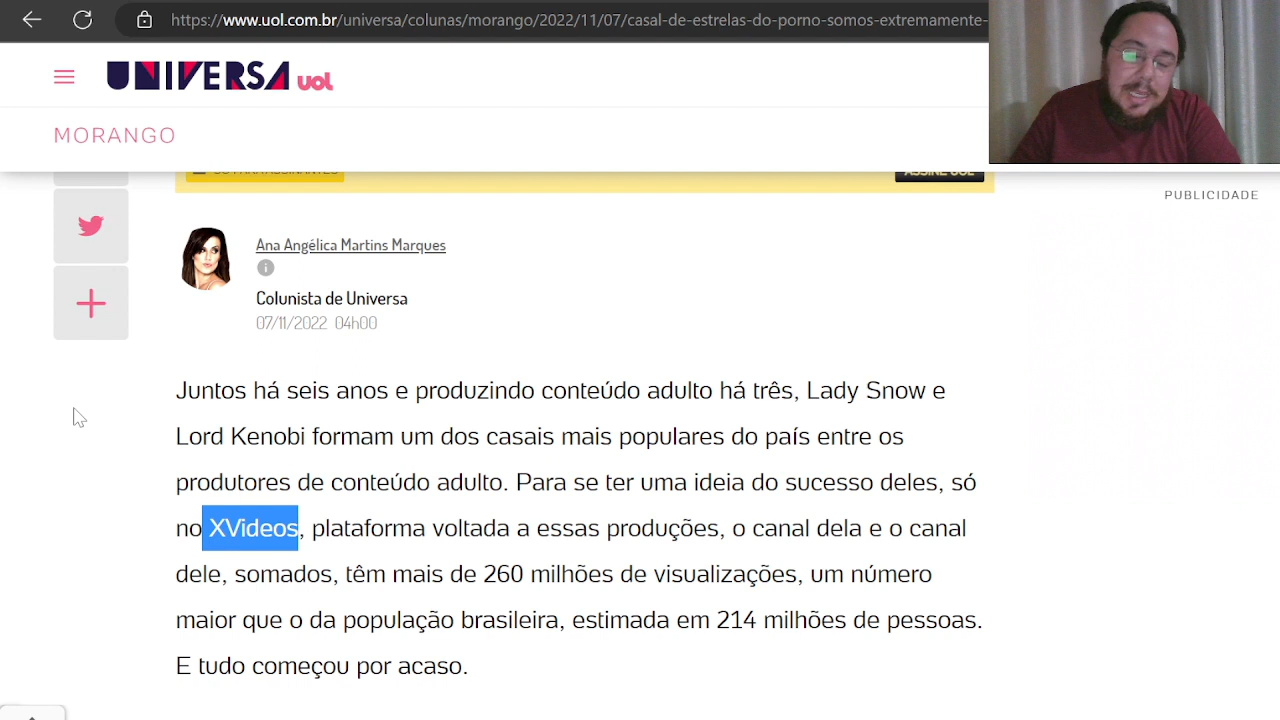 https://www.uol.com.br/universa/colunas/morango/2022/11/07/casal-de-estrelas-do-porno-somos-extremamente-
UNIVERSA uol
MORANGO
SÓ PARA ASSINANTES
ASSINE UOL
PUBLICIDADE
Ana Angélica Martins Marques
Colunista de Universa
07/11/2022 04h00
Juntos há seis anos e produzindo conteúdo adulto há três, Lady Snow e
Lord Kenobi formam um dos casais mais populares do país entre os
produtores de conteúdo adulto. Para se ter uma ideia do sucesso deles, só
no XVideos, plataforma voltada a essas produções, o canal dela e o canal
dele, somados, têm mais de 260 milhões de visualizações, um número
maior que o da população brasileira, estimada em 214 milhões de pessoas.
E tudo começou por acaso.